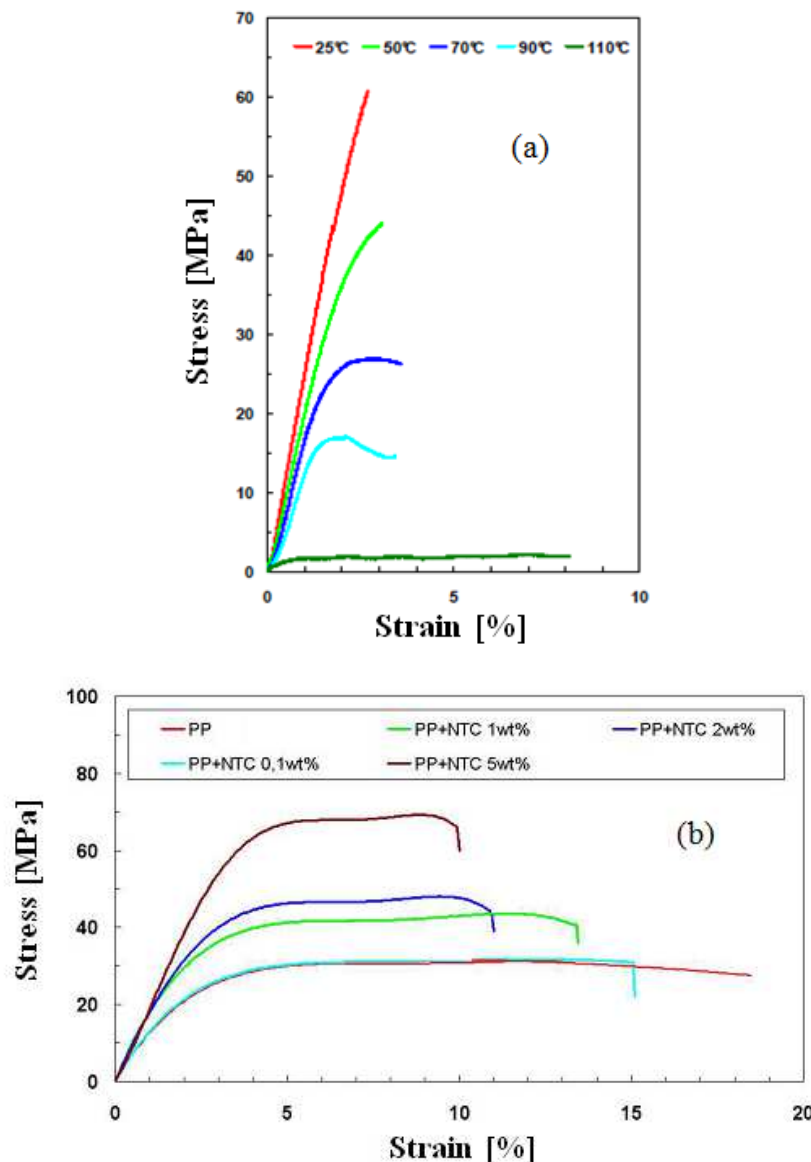 70
25℃ 50℃ 70℃ 90℃ 110℃
60
(a)
50
40
30
20
10
0
0 5 10
Stress [MPa]
Strain [%]
100
PP PP+NTC 1wt% PP+NTC 2wt%
PP+NTC 0,1wt% PP+NTC 5wt%
80
60
(b)
40
20
0
0 5 10 15 20
Stress [MPa]
Strain [%]